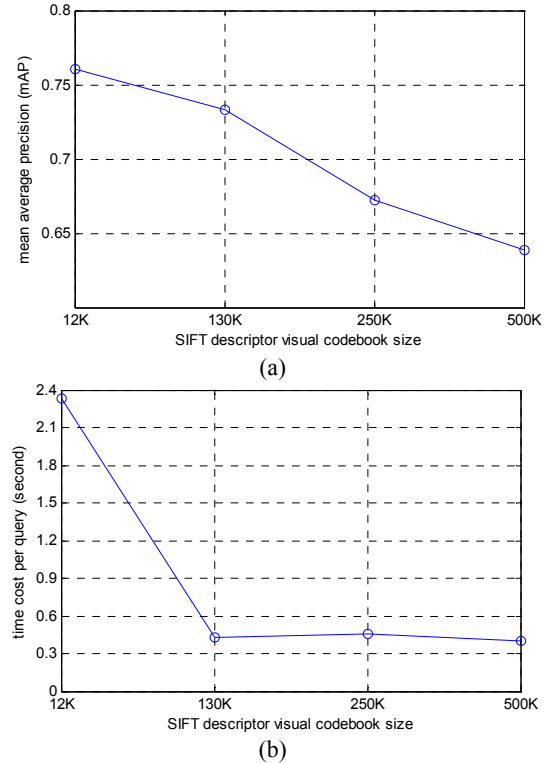 0.8
0.75
0.7
0.65
mean average precision (mAP)
12K 130K 250K 500K
SIFT descriptor visual codebook size
(a)
2.4
2.1
1.8
1.5
1.2
0.9
0.6
0.3
0
time cost per query (second)
12K 130K 250K 500K
SIFT descriptor visual codebook size
(b)